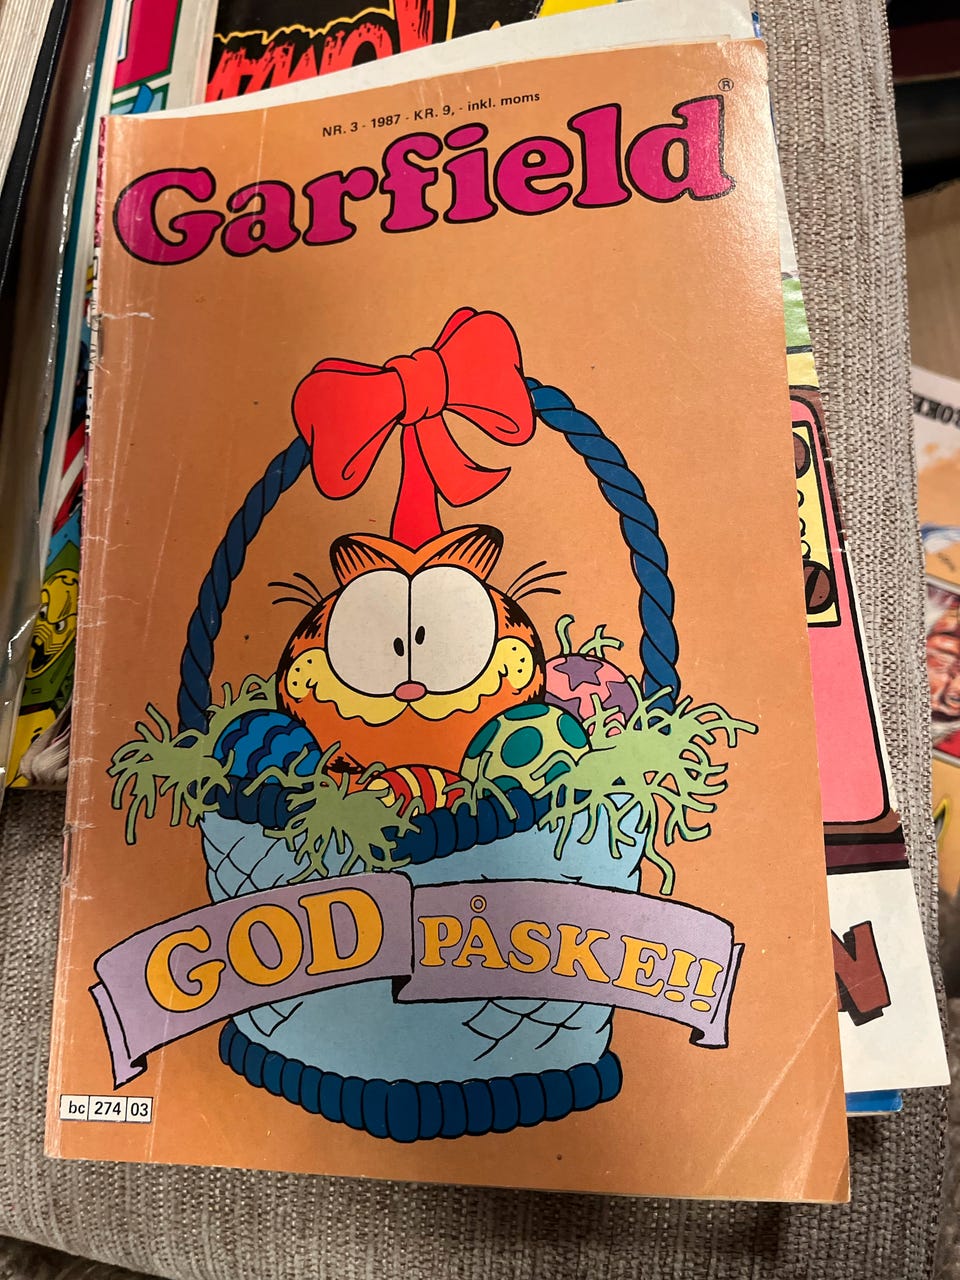 NR. 3 - 1987 - KR. 9,- inkl. moms
Garfield®
GOD PÅSKE!!
bc 274 03